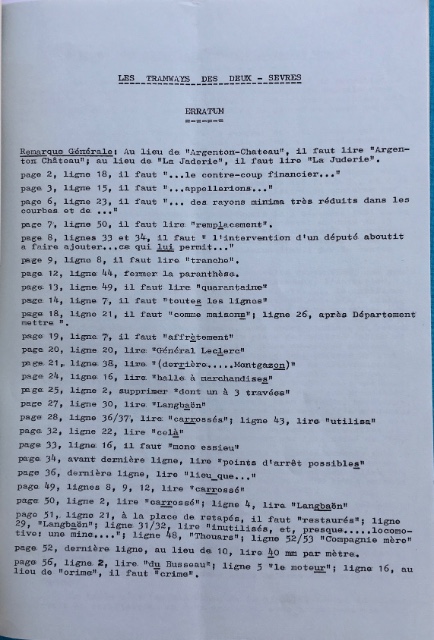 LES TRAMWAYS DES DEUX - SEVRES
ERRATUM
Remarque Générale: Au lieu de "Argenton-Chateau", il faut lire "Argen-
ton Château"; au lieu de "La Jaderie", il faut lire "La Juderie".
page 2, ligne 18, il faut "...le contre-coup financier..."
page 3, ligne 15, il faut "...appellerions..."
page 6, ligne 23, il faut "... des rayons minima très réduits dans les
courbes et de ..."
page 7, ligne 50, il faut lire "remplacement".
page 8, lignes 33 et 34, il faut " l'intervention d'un député aboutit
a faire ajouter...ce qui lui permit..."
page 9, ligne 8, il faut lire "tranche".
page 12, ligne 44, fermer la paranthèse.
page 13, ligne 49, il faut lire "quarantaine"
page 14, ligne 7, il faut "toutes les lignes"
page 18, ligne 21, il faut "comme maisons"; ligne 26, après Département
mettre ".
page 19, ligne 7, il faut "affrètement"
page 20, ligne 20, lire "Général Leclerc"
page 21, ligne 38, lire "(derrière.....Montgazon)"
page 24, ligne 16, lire "halle à marchandises"
page 25, ligne 2, supprimer "dont un à 3 travées"
page 27, ligne 30, lire "Langbaën"
page 28, ligne 36/37, lire "carrossés"; ligne 43, lire "utilisa"
page 32, ligne 22, lire "celà"
page 33, ligne 16, il faut "mono essieu"
page 34, avant dernière ligne, lire "points d'arrêt possibles"
page 36, dernière ligne, lire "lieu que..."
page 49, lignes 8, 9, 12, lire "carrossé"
page 50, ligne 2, lire "carrossé"; ligne 4, lire "Langbaën"
page 51, ligne 21, à la place de retapés, il faut "restaurés"; ligne
29, "Langbaën"; ligne 31/32, lire "inutilisés, et, presque.....locomo-
tive; une mine...."; ligne 48, "Thouars"; ligne 52/53 "Compagnie mère"
page 52, dernière ligne, au lieu de 10, lire 40 mm par mètre.
page 56, ligne 2, lire "du Busseau"; ligne 5 "le moteur"; ligne 16, au
lieu de "orime", il faut "crime".